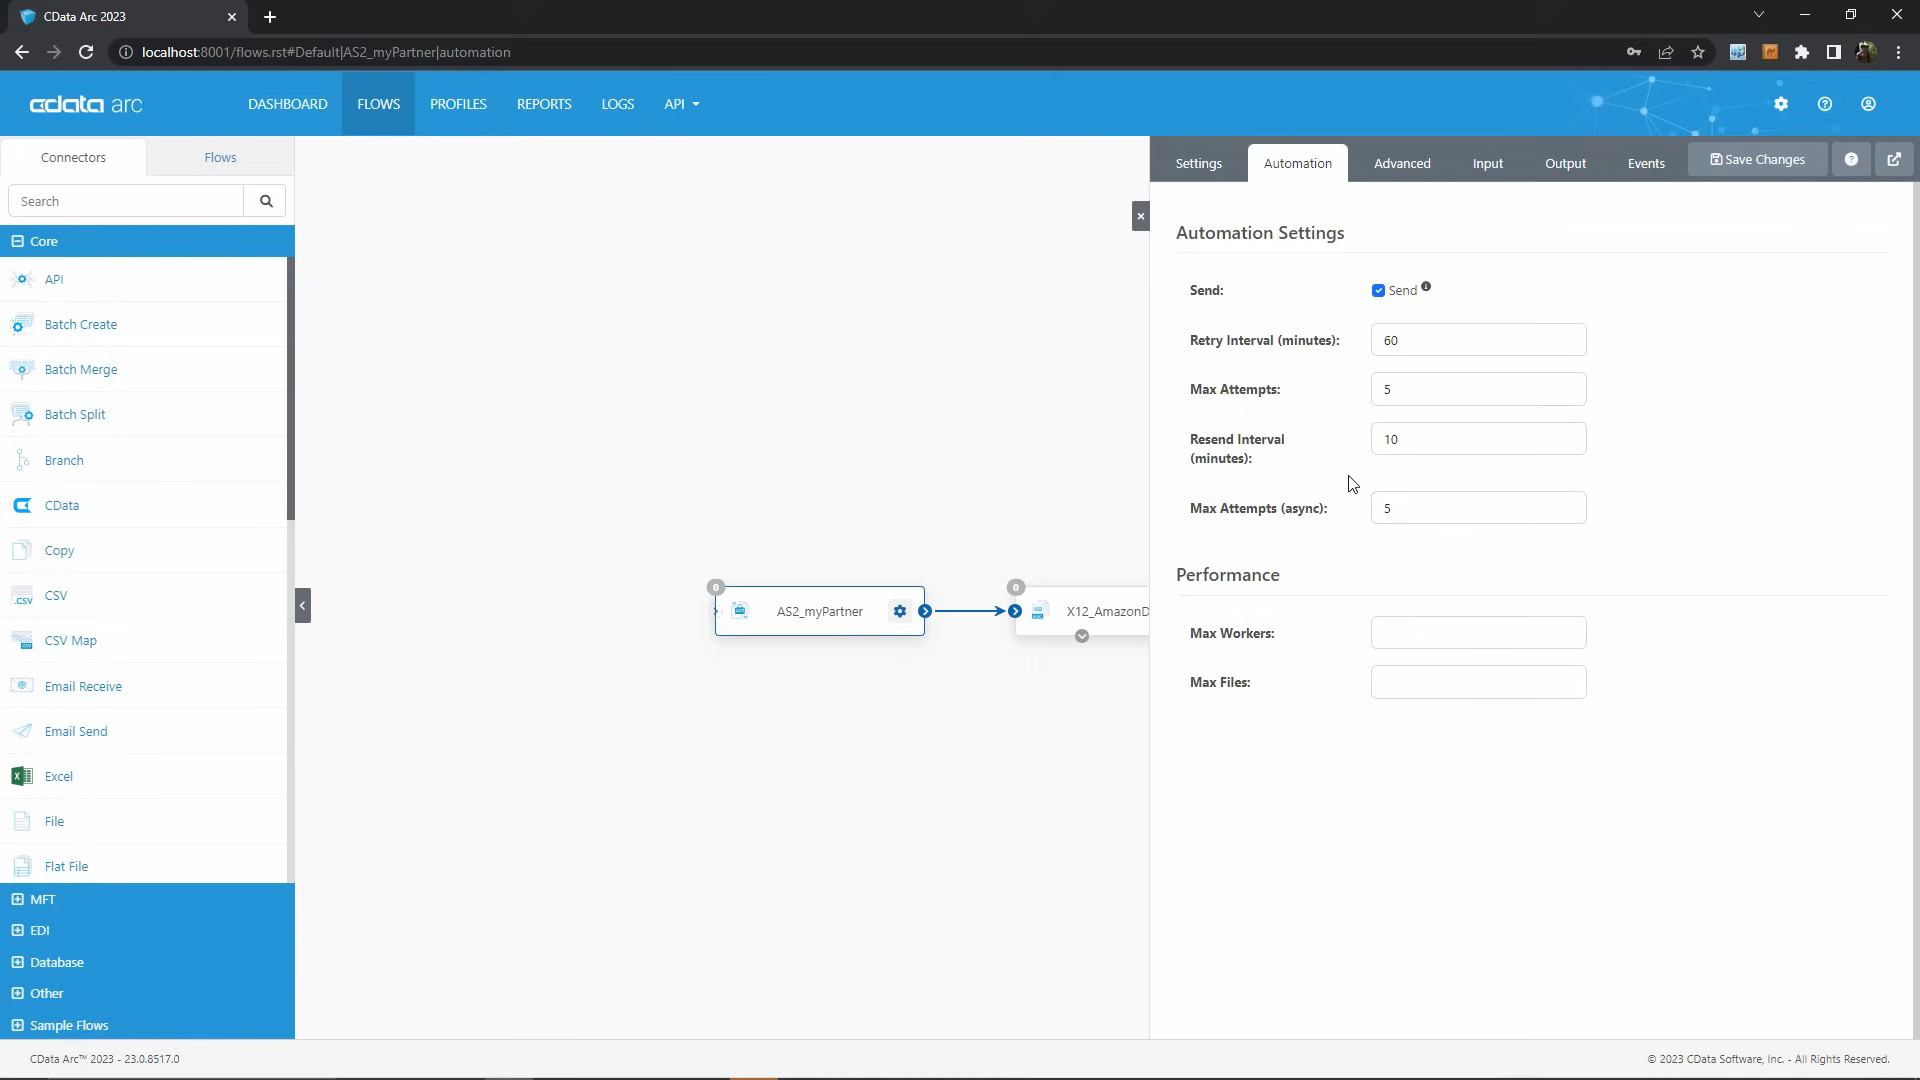 CData Arc 2023
localhost:8001/flows.rst#Default|AS2_myPartner|automation
cdata arc
DASHBOARD
FLOWS
PROFILES
REPORTS
LOGS
API
Connectors
Flows
Search
Core
API
Batch Create
Batch Merge
Batch Split
Branch
CData
Copy
CSV
CSV Map
Email Receive
Email Send
Excel
File
Flat File
MFT
EDI
Database
Other
Sample Flows
0
AS2_myPartner
0
X12_AmazonD
Settings
Automation
Advanced
Input
Output
Events
Save Changes
Automation Settings
Send:
Send
Retry Interval (minutes):
60
Max Attempts:
5
Resend Interval
(minutes):
10
Max Attempts (async):
5
Performance
Max Workers:
Max Files:
CData Arc™ 2023 - 23.0.8517.0
© 2023 CData Software, Inc. - All Rights Reserved.